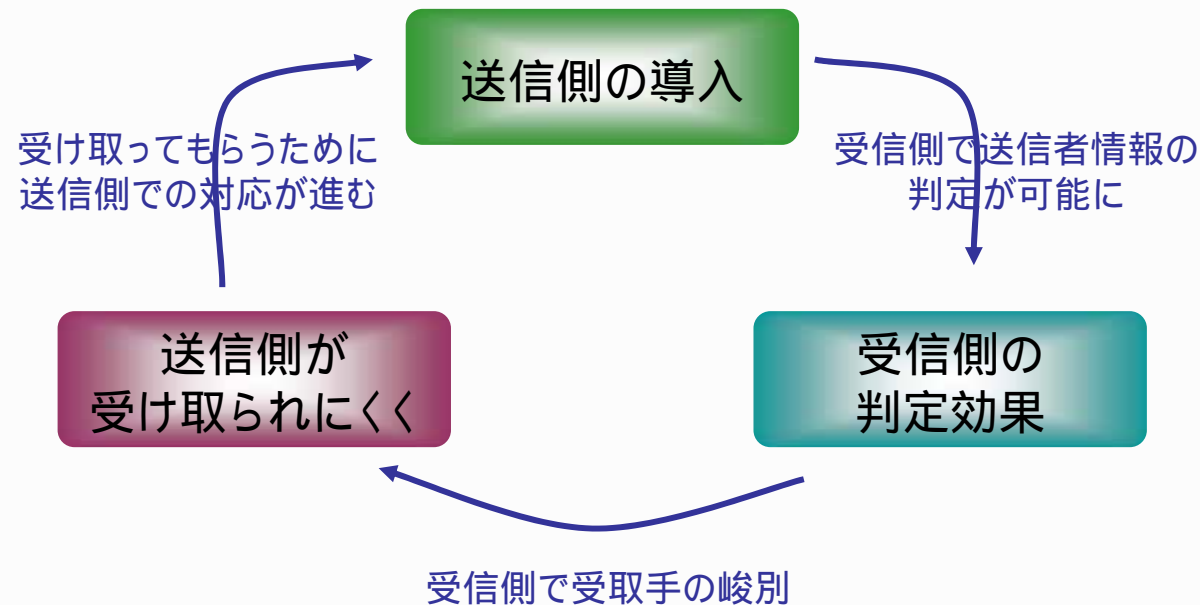 送信側の導入
受け取ってもらうために
送信側での対応が進む
受信側で送信者情報の
判定が可能に
送信側が
受け取られにくく
受信側の
判定効果
受信側で受取手の峻別